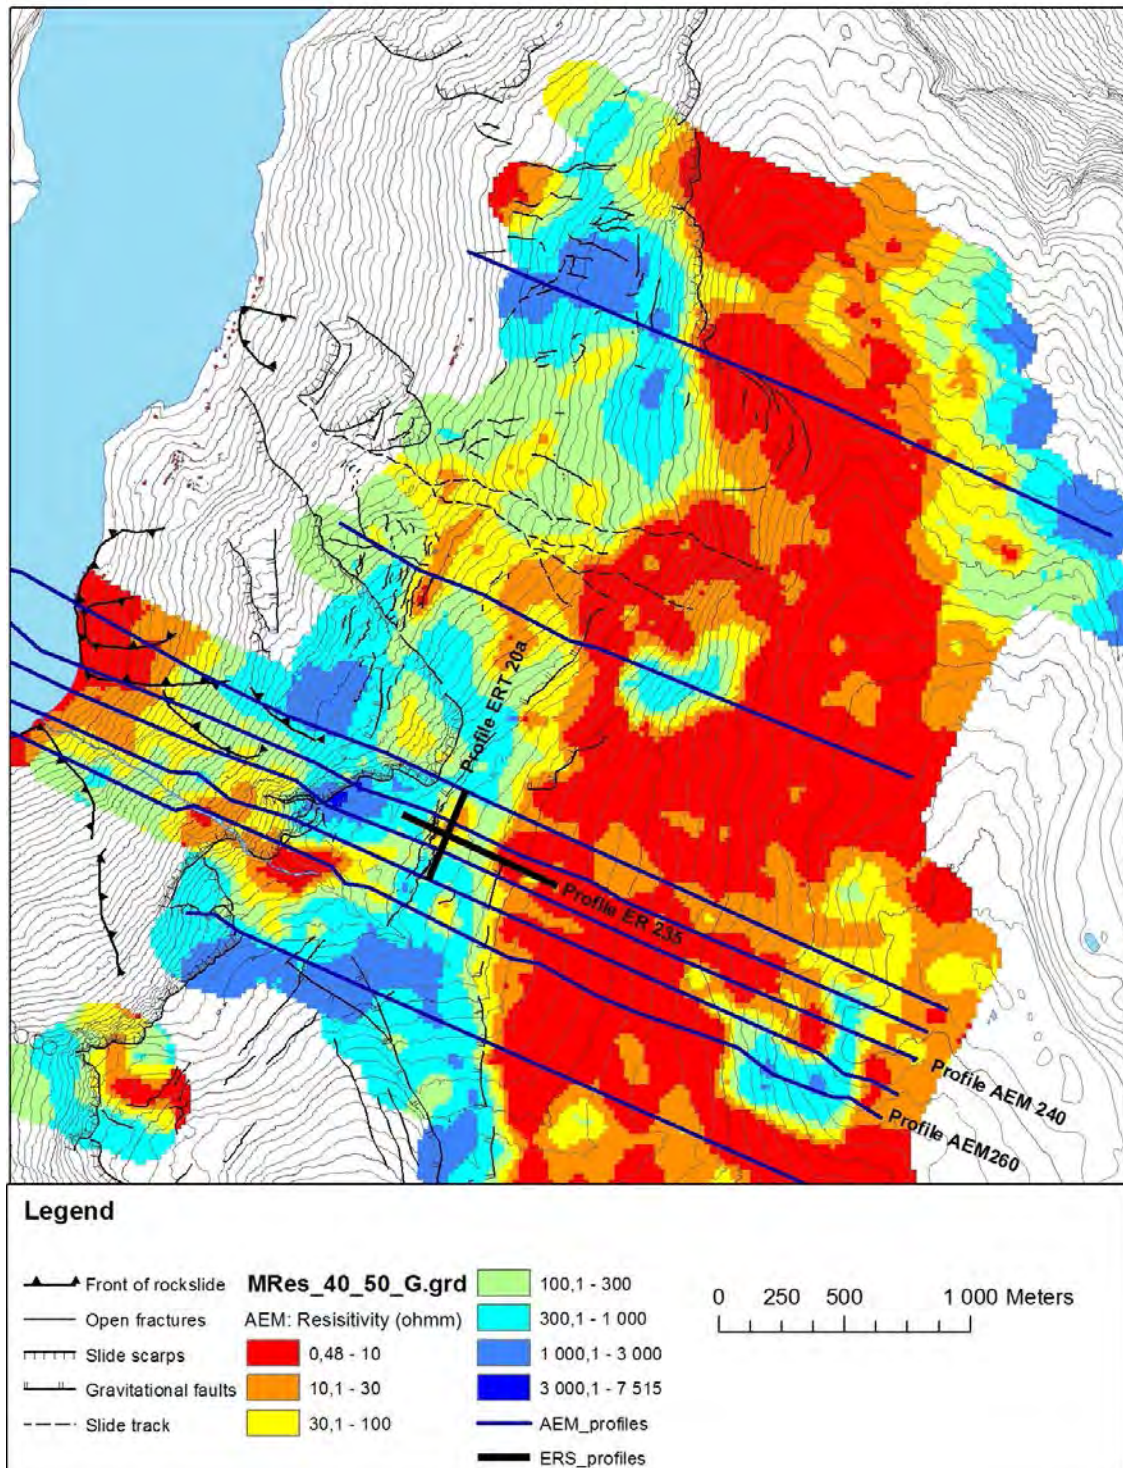 Profile ERT 20a
Profile ER 235
Profile AEM 240
Profile AEM260
Legend
Front of rockslide
Open fractures
Slide scarps
Gravitational faults
Slide track
MRes_40_50_G.grd
AEM: Resisitivity (ohmm)
0,48 - 10
10,1 - 30
30,1 - 100
100,1 - 300
300,1 - 1 000
1 000,1 - 3 000
3 000,1 - 7 515
AEM_profiles
ERS_profiles
0 250 500 1 000 Meters